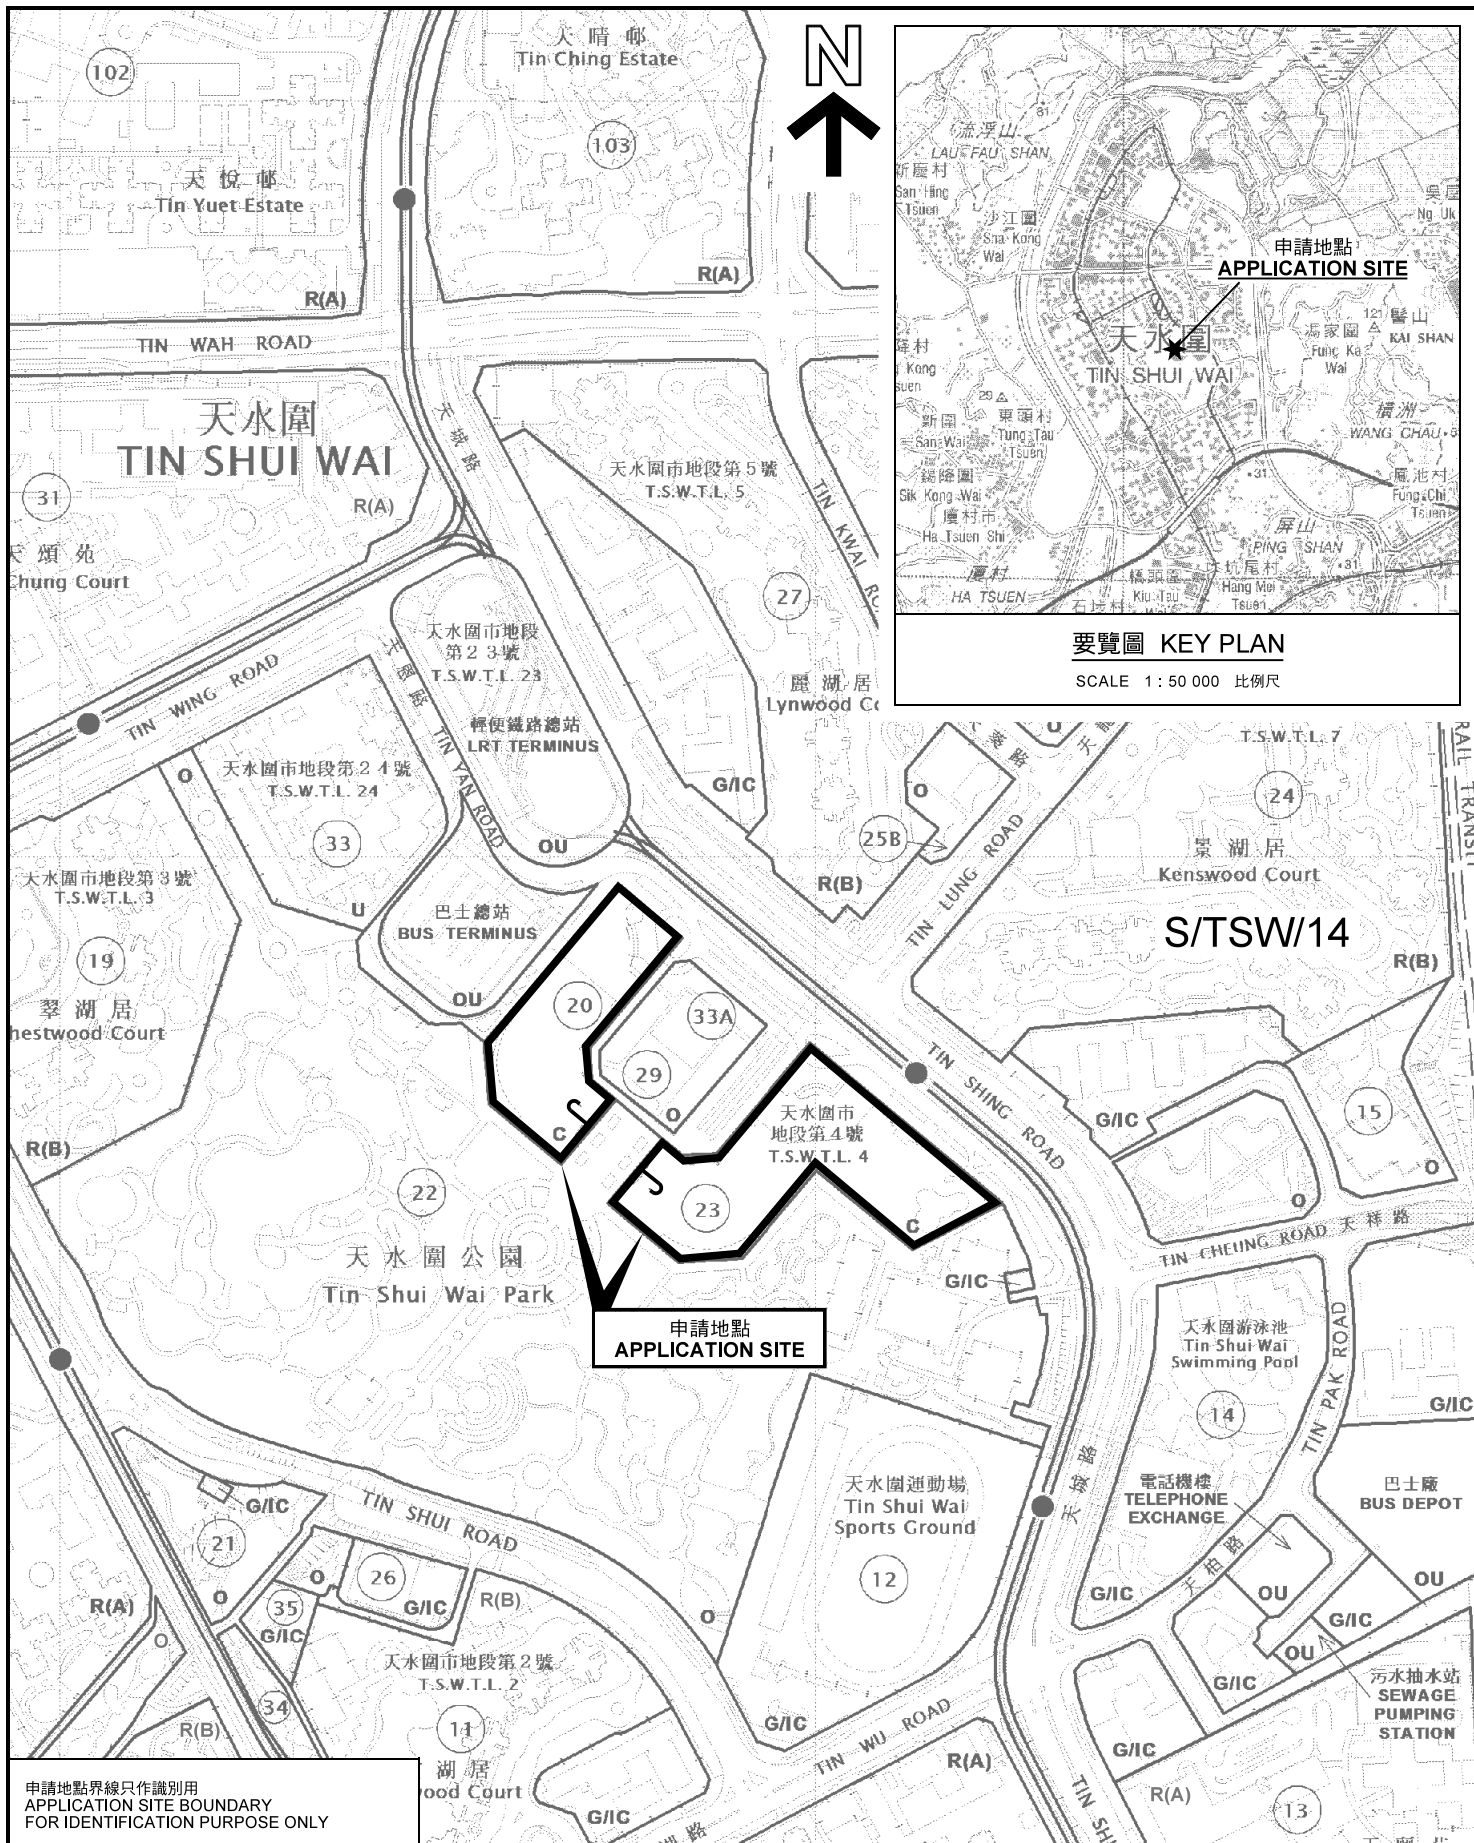 102
天晴邨
Tin Ching Estate
103
天悅邨
Tin Yuet Estate
R(A)
R(A)
N
TIN WAH ROAD
天水圍
TIN SHUI WAI
天城路
31
R(A)
天頌苑
Chung Court
天水圍市地段第5號
T.S.W.T.L. 5
TIN KWAI RO
27
麗湖居
Lynwood Co
流浮山
LAU FAU SHAN
81
新慶村
San Hing
Tsuen
沙江圍
Sha Kong
Wai
Ng Uk
申請地點
APPLICATION SITE
天水圍
TIN SHUI WAI
馮家圍
Fung Ka
Wai
121
髻山
KAI SHAN
Kong
suen
29
新圍
San Wai
東頭村
Tung Tau
Tsuen
橫洲
WANG CHAU
錫降圍
Sik Kong Wai
廈村市
Ha Tsuen Shi
31
鳳池村
Fung Chi
Tsuen
屏山
PING SHAN
廈村
HA TSUEN
橋頭圍
Kiu Tau
坑尾村
Hang Mei
Tsuen
31
石埗村
要覽圖 KEY PLAN
SCALE 1 : 50 000 比例尺
天水圍市地段
第23號
T.S.W.T.L. 23
輕便鐵路總站
LRT TERMINUS
TIN WING ROAD
TIN YAN ROAD
O
天水圍市地段第24號
T.S.W.T.L. 24
33
OU
U
G/IC
巴士總站
BUS TERMINUS
OU
天水圍市地段第3號
T.S.W.T.L. 3
19
翠湖居
hestwood Court
R(B)
U
O
25B
R(B)
TIN LUNG ROAD
T.S.W.T.L. 7
24
景湖居
Kenswood Court
RAIL TRANSIT
S/TSW/14
R(B)
20
33A
29
O
C
天水圍市
地段第4號
T.S.W.T.L. 4
23
C
TIN SHING ROAD
G/IC
15
O
O
TIN CHEUNG ROAD 天祥路
22
天水圍公園
Tin Shui Wai Park
G/IC
申請地點
APPLICATION SITE
天水圍游泳池
Tin Shui Wai
Swimming Pool
14
TIN PAK ROAD
G/IC
天水圍運動場
Tin Shui Wai
Sports Ground
12
天城路
電話機樓
TELEPHONE
EXCHANGE
巴士廠
BUS DEPOT
天柏路
G/IC
OU
OU
G/IC
OU
G/IC
污水抽水站
SEWAGE
PUMPING
STATION
TIN SHUI ROAD
G/IC
21
O
O
26
G/IC
R(B)
35
G/IC
34
R(A)
O
R(B)
O
天水圍市地段第2號
T.S.W.T.L. 2
11
湖居
wood Court
G/IC
TIN WU ROAD
R(A)
G/IC
R(A)
13
TIN SHU
G/IC
申請地點界線只作識別用
APPLICATION SITE BOUNDARY
FOR IDENTIFICATION PURPOSE ONLY